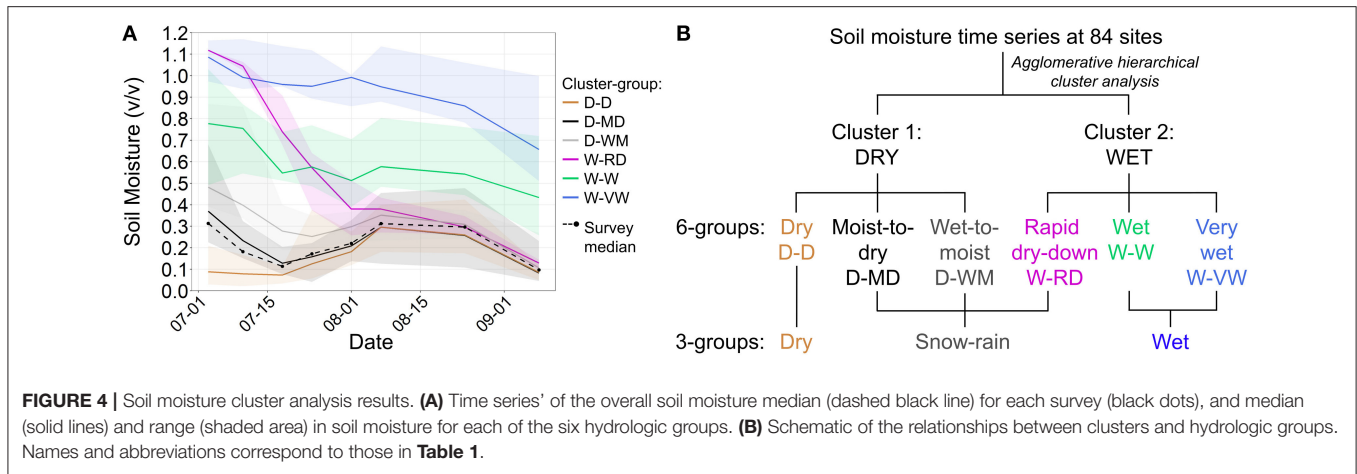 A
1.2
1.1
1.0
0.9
0.8
0.7
0.6
0.5
0.4
0.3
0.2
0.1
0.0
Soil Moisture (v/v)
07-01
07-15
08-01
08-15
09-01
Date
Cluster-group:
D-D
D-MD
D-WM
W-RD
W-W
W-VW
Survey
median
B
Soil moisture time series at 84 sites
Agglomerative hierarchical
cluster analysis
Cluster 1:
DRY
Cluster 2:
WET
6-groups:
Dry
D-D
Moist-to-
dry
D-MD
Wet-to-
moist
D-WM
Rapid
dry-down
W-RD
Wet
W-W
Very
wet
W-VW
3-groups:
Dry
Snow-rain
Wet
FIGURE 4 | Soil moisture cluster analysis results. (A) Time series' of the overall soil moisture median (dashed black line) for each survey (black dots), and median
(solid lines) and range (shaded area) in soil moisture for each of the six hydrologic groups. (B) Schematic of the relationships between clusters and hydrologic groups.
Names and abbreviations correspond to those in Table 1.